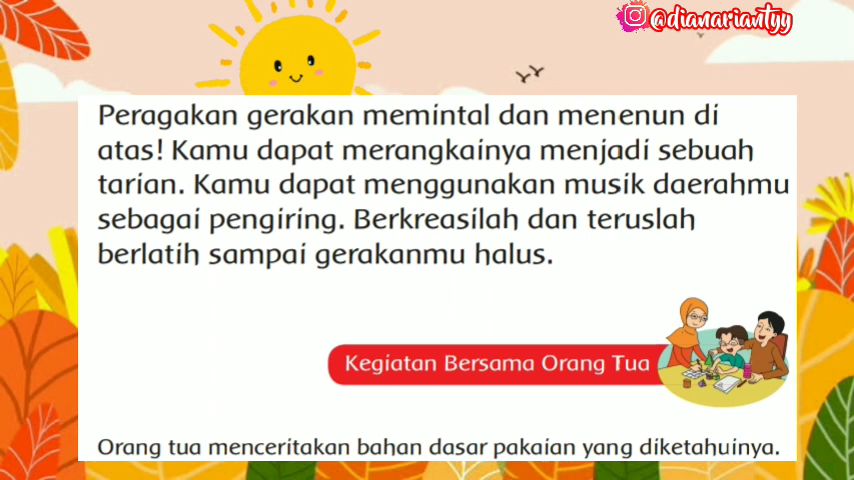 @dianariantyy
Peragakan gerakan memintal dan menenun di
atas! Kamu dapat merangkainya menjadi sebuah
tarian. Kamu dapat menggunakan musik daerahmu
sebagai pengiring. Berkreasilah dan teruslah
berlatih sampai gerakanmu halus.
Kegiatan Bersama Orang Tua
Orang tua menceritakan bahan dasar pakaian yang diketahuinya.